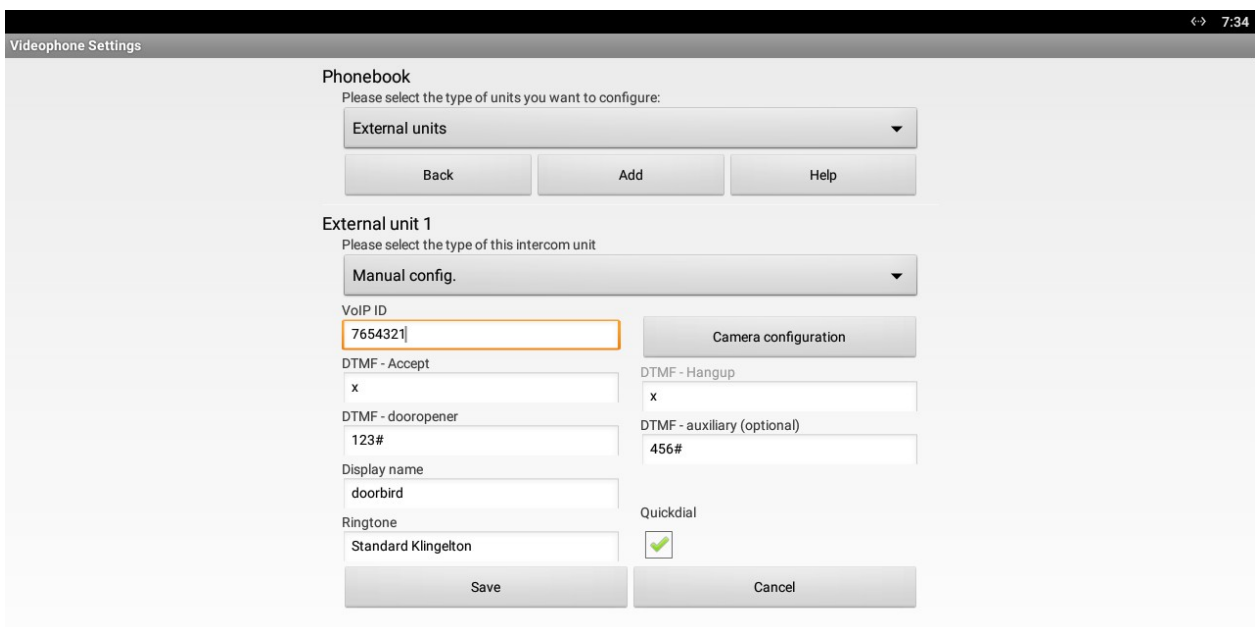 7:34
Videophone Settings
Phonebook
Please select the type of units you want to configure:
External units
Back Add Help
External unit 1
Please select the type of this intercom unit
Manual config.
VoIP ID
7654321
Camera configuration
DTMF - Accept
x
DTMF - Hangup
x
DTMF - dooropener
123#
DTMF - auxiliary (optional)
456#
Display name
doorbird
Quickdial
Ringtone
Standard Klingelton
Save Cancel